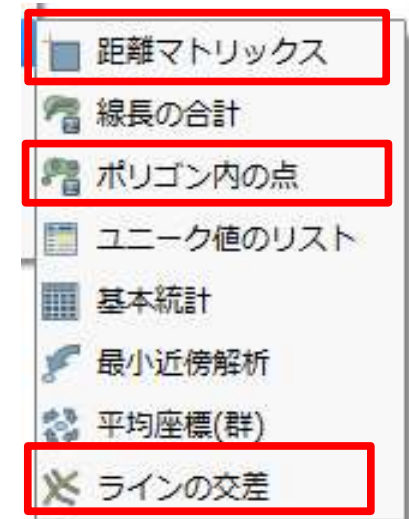 距離マトリックス
線長の合計
ポリゴン内の点
ユニーク値のリスト
基本統計
最小近傍解析
平均座標(群)
ラインの交差